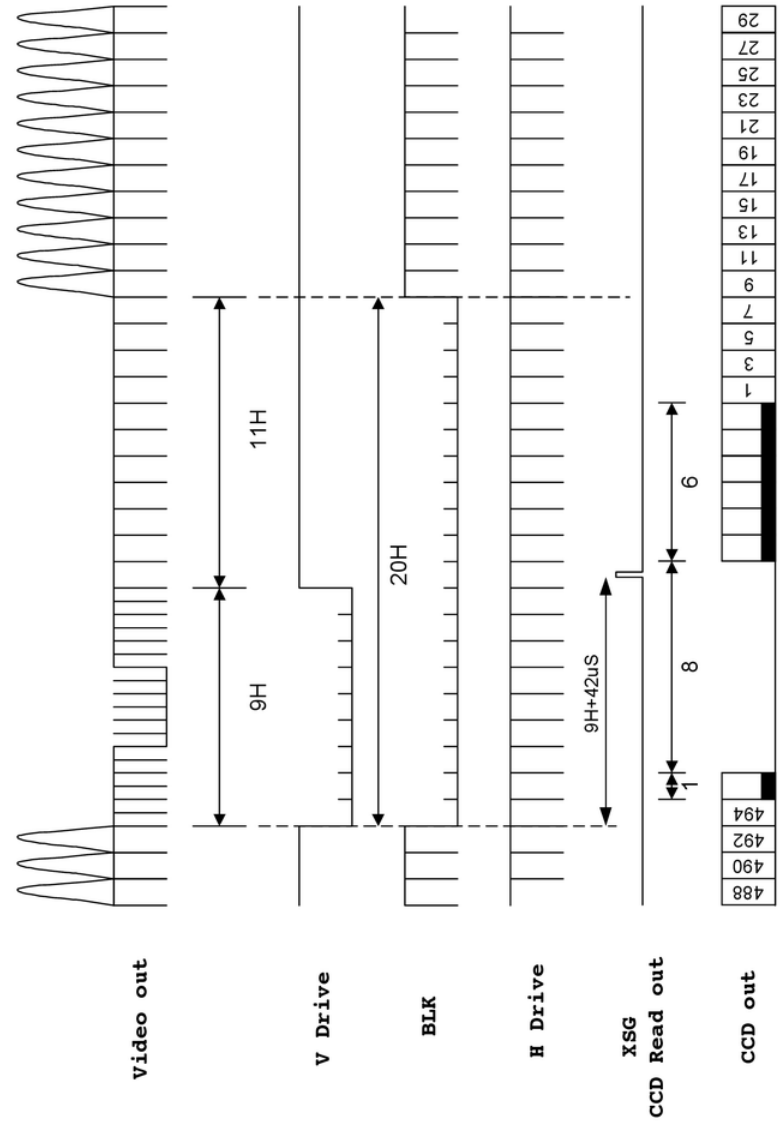 Video out
V Drive
BLK
H Drive
XSG
CCD Read out
CCD out
9H
11H
20H
9H+42uS
1
8
6
488
490
492
494
1
3
5
7
9
11
13
15
17
19
21
23
25
27
29